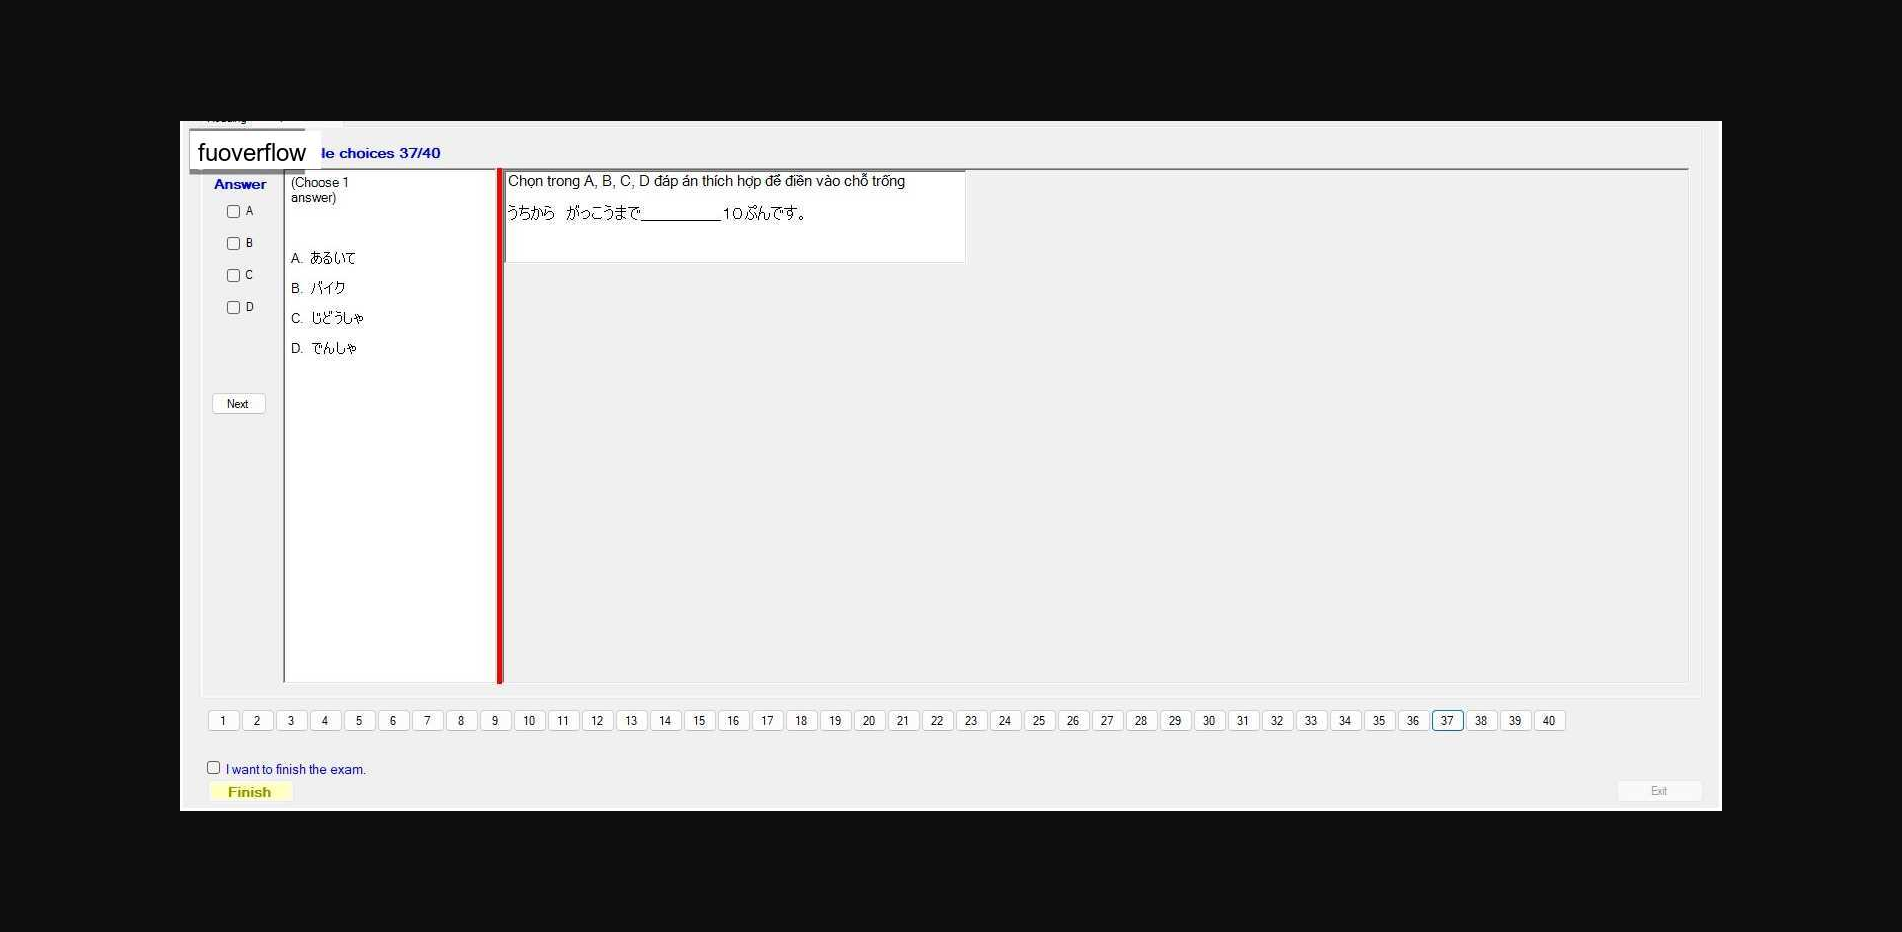 fuoverflow
le choices 37/40
Answer
A
B
C
D
Next
(Choose 1
answer)
A. あるいて
B. バイク
C. じどうしゃ
D. でんしゃ
Chọn trong A, B, C, D đáp án thích hợp để điền vào chỗ trống
うちから がっこうまで__________10ぷんです。
1 2 3 4 5 6 7 8 9 10 11 12 13 14 15 16 17 18 19 20 21 22 23 24 25 26 27 28 29 30 31 32 33 34 35 36 37 38 39 40
I want to finish the exam.
Finish
Exit